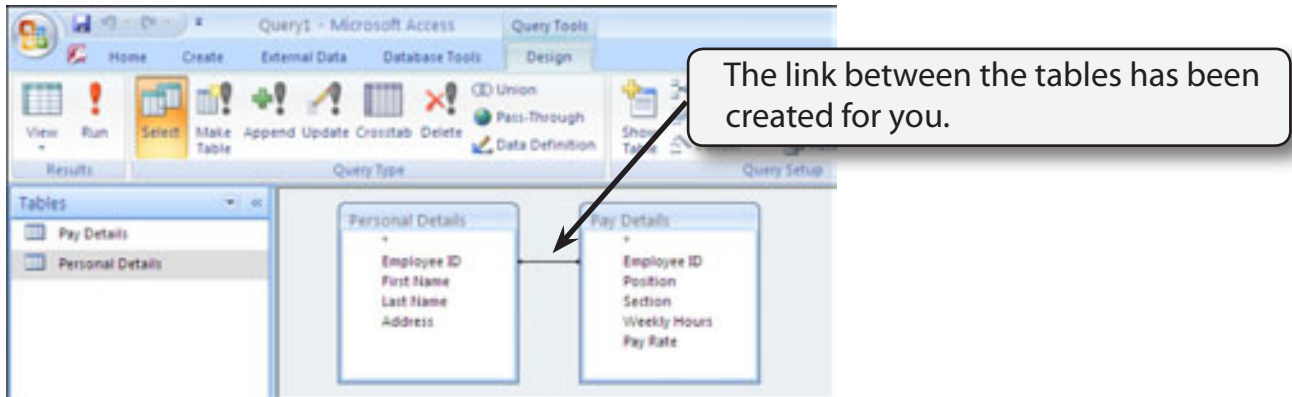 Query1 - Microsoft Access
Query Tools
Home Create External Data Database Tools Design
The link between the tables has been
created for you.
View Run Select Make Table Append Update Crosstab Delete
Union
Pass-Through
Data Definition
Show Table
Results Query Type Query Setup
Tables
Pay Details
Personal Details
Personal Details
*
Employee ID
First Name
Last Name
Address
Pay Details
*
Employee ID
Position
Section
Weekly Hours
Pay Rate